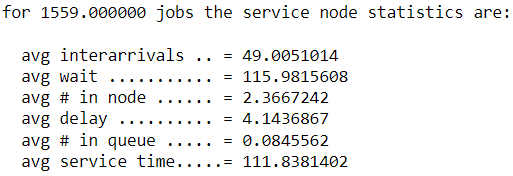 for 1559.000000 jobs the service node statistics are:
avg interarrivals .. = 49.0051014
avg wait ........... = 115.9815608
avg # in node ...... = 2.3667242
avg delay .......... = 4.1436867
avg # in queue ..... = 0.0845562
avg service time.....= 111.8381402